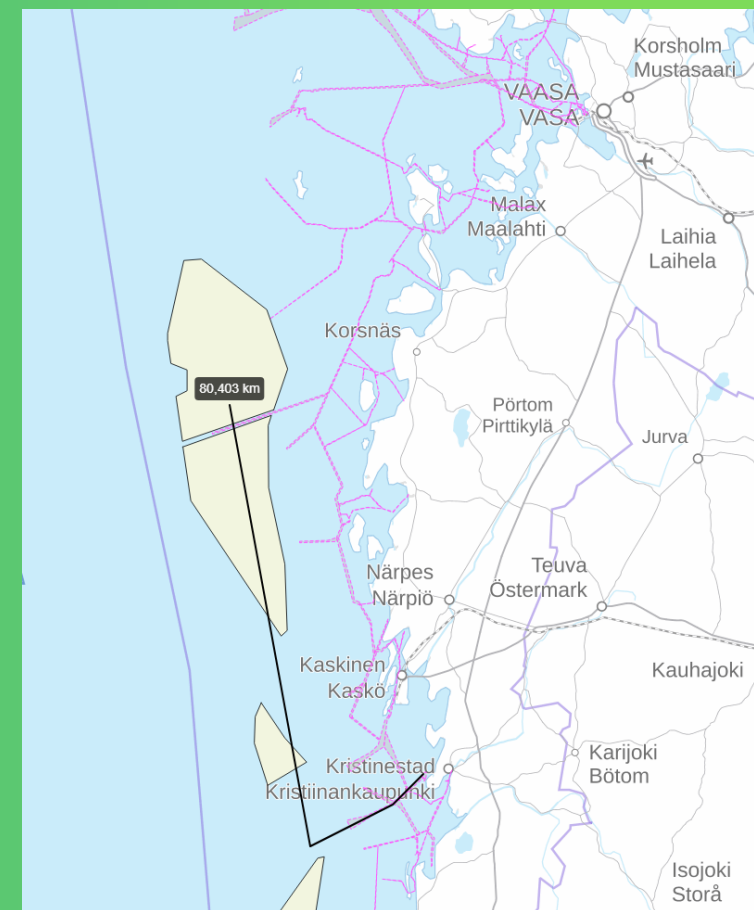 Korsholm
Mustasaari
VAASA
VASA
Malax
Maalahti
Laihia
Laihela
Korsnäs
80,403 km
Pörtom
Pirttikylä
Jurva
Närpes
Närpiö
Teuva
Östermark
Kaskinen
Kaskö
Kauhajoki
Kristinestad
Kristiinankaupunki
Karijoki
Bötom
Isojoki
Storå